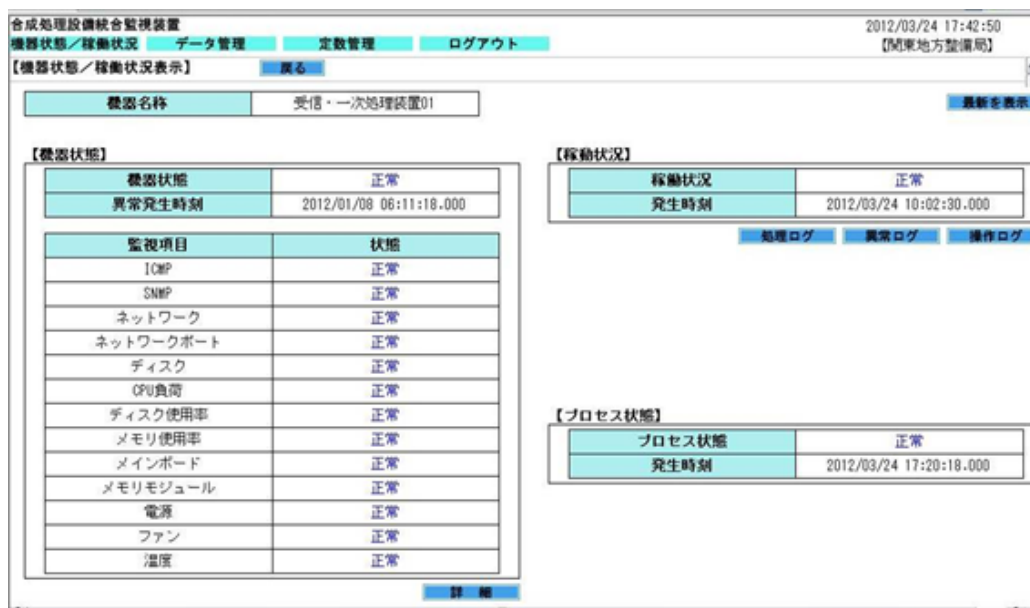 合成処理設備統合監視装置
2012/03/24 17:42:50
機器状態／稼働状況 データ管理 定数管理 ログアウト
【関東地方整備局】
【機器状態／稼働状況表示】 戻る
機器名称 受信・一次処理装置01
最新を表示
【機器状態】
機器状態 正常
異常発生時刻 2012/01/08 06:11:18.000
監視項目 状態
ICMP 正常
SNMP 正常
ネットワーク 正常
ネットワークポート 正常
ディスク 正常
CPU負荷 正常
ディスク使用率 正常
メモリ使用率 正常
メインボード 正常
メモリモジュール 正常
電源 正常
ファン 正常
温度 正常
詳 細
【稼働状況】
稼働状況 正常
発生時刻 2012/03/24 10:02:30.000
処理ログ 異常ログ 操作ログ
【プロセス状態】
プロセス状態 正常
発生時刻 2012/03/24 17:20:18.000